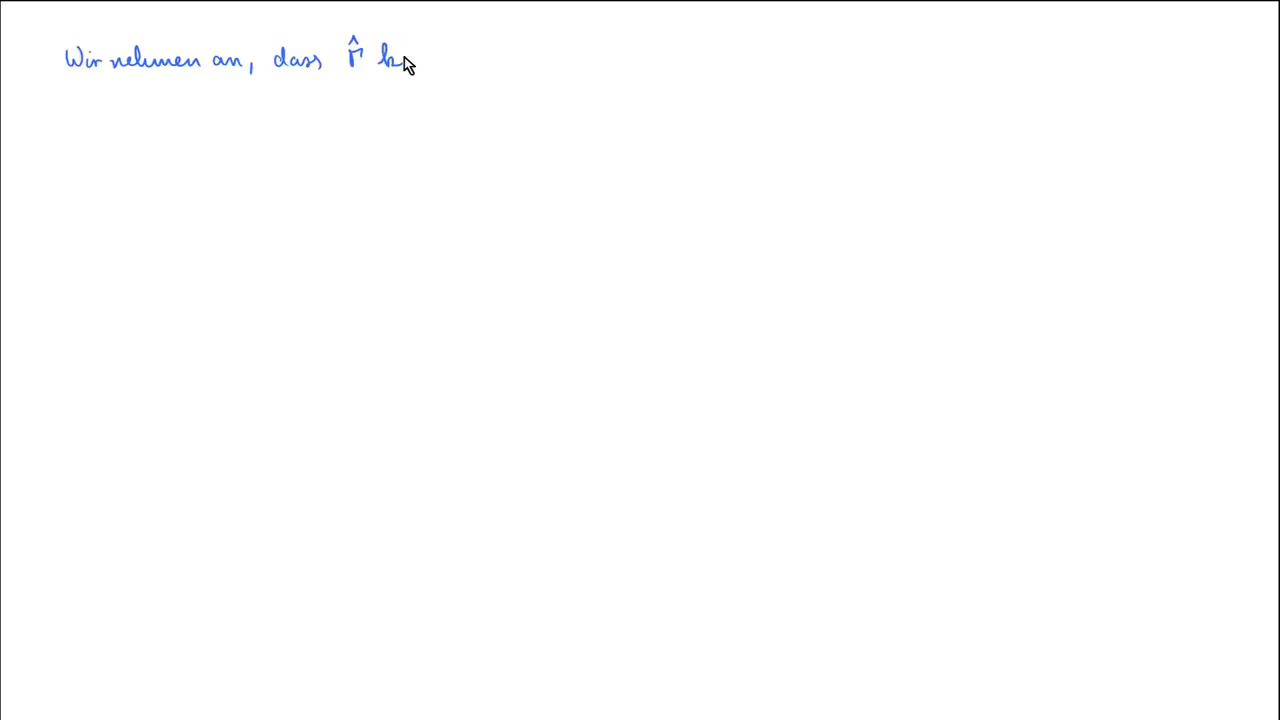 Wir nehmen an, dass Γ̂ k